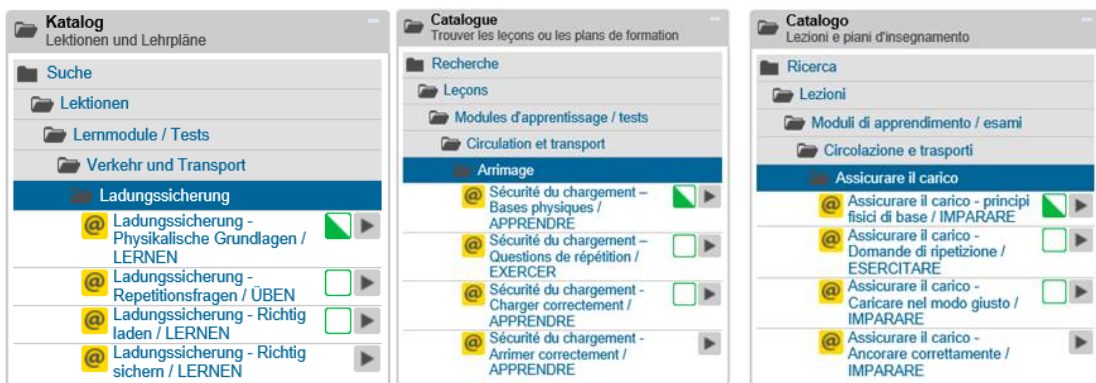 Katalog
Lektionen und Lehrpläne
Suche
Lektionen
Lernmodule / Tests
Verkehr und Transport
Ladungssicherung
@ Ladungssicherung -
Physikalische Grundlagen /
LERNEN
@ Ladungssicherung -
Repetitionsfragen / ÜBEN
@ Ladungssicherung - Richtig
laden / LERNEN
@ Ladungssicherung - Richtig
sichern / LERNEN
Catalogue
Trouver les leçons ou les plans de formation
Recherche
Leçons
Modules d'apprentissage / tests
Circulation et transport
Arrimage
@ Sécurité du chargement –
Bases physiques /
APPRENDRE
@ Sécurité du chargement –
Questions de répétition /
EXERCER
@ Sécurité du chargement -
Charger correctement /
APPRENDRE
@ Sécurité du chargement -
Arrimer correctement /
APPRENDRE
Catalogo
Lezioni e piani d'insegnamento
Ricerca
Lezioni
Moduli di apprendimento / esami
Circolazione e trasporti
Assicurare il carico
@ Assicurare il carico - principi
fisici di base / IMPARARE
@ Assicurare il carico -
Domande di ripetizione /
ESERCITARE
@ Assicurare il carico -
Caricare nel modo giusto /
IMPARARE
@ Assicurare il carico -
Ancorare correttamente /
IMPARARE